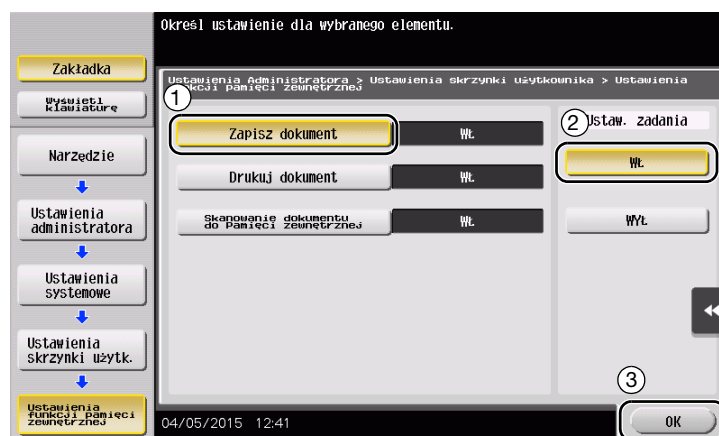 Określ ustawienie dla wybranego elementu.
Zakładka
Wyświetl
klawiaturę
Narzędzie
Ustawienia
administratora
Ustawienia
systemowe
Ustawienia
skrzynki użytk.
Ustawienia
funkcji pamięci
zewnętrznej
Ustawienia Administratora > Ustawienia skrzynki użytkownika > Ustawienia
funkcji pamięci zewnętrznej
1
Zapisz dokument
WŁ.
Drukuj dokument
WŁ.
Skanowanie dokumentu
do Pamięci zewnętrznej
WŁ.
2
Ustaw. zadania
WŁ.
WYŁ.
3
04/05/2015 12:41
OK